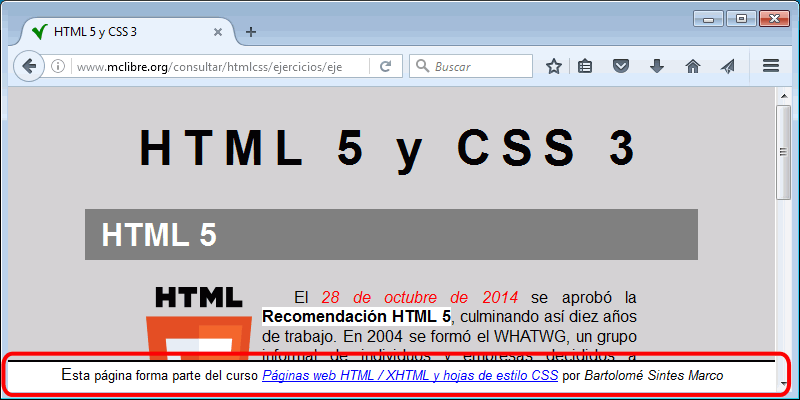 HTML 5 y CSS 3
www.mclibre.org/consultar/htmlcss/ejercicios/eje
Buscar
HTML 5 y CSS 3
HTML 5
HTML
El 28 de octubre de 2014 se aprobó la
Recomendación HTML 5, culminando así diez años
de trabajo. En 2004 se formó el WHATWG, un grupo
informal de individuos y empresas decididos a
Esta página forma parte del curso Páginas web HTML / XHTML y hojas de estilo CSS por Bartolomé Sintes Marco